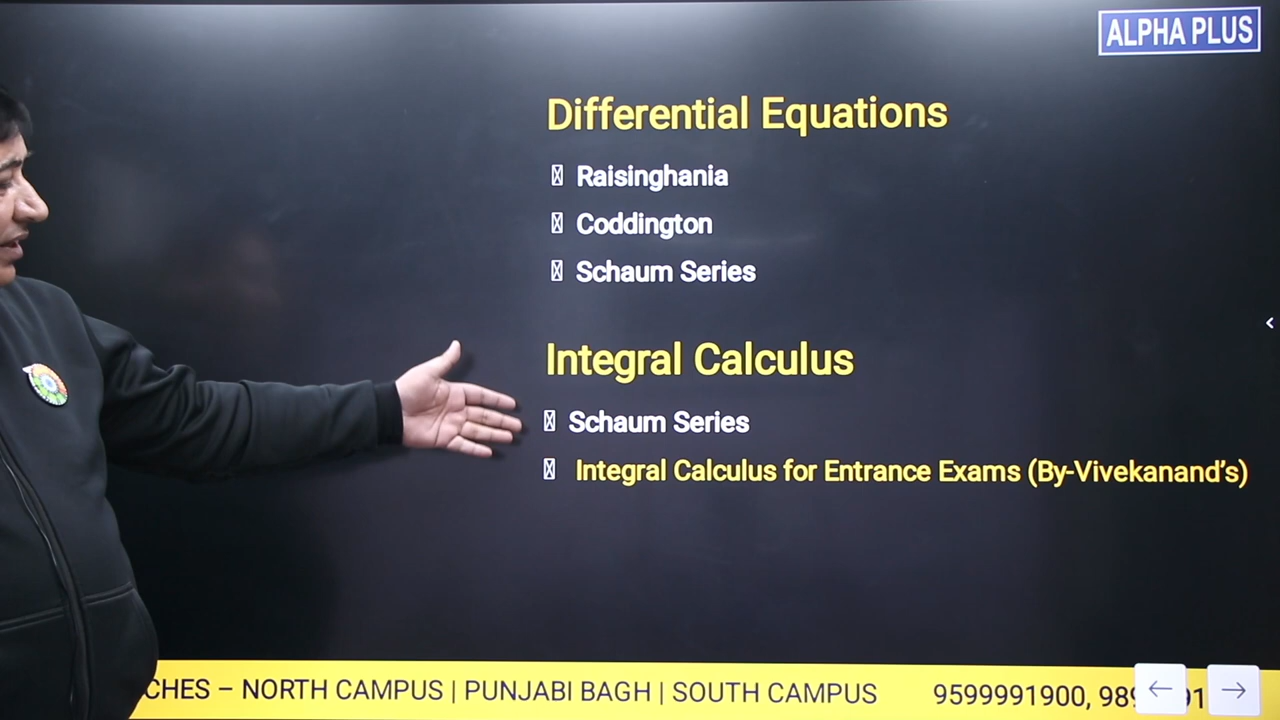 ALPHA PLUS
Differential Equations
Raisinghania
Coddington
Schaum Series
Integral Calculus
Schaum Series
Integral Calculus for Entrance Exams (By-Vivekanand's)
– NORTH CAMPUS | PUNJABI BAGH | SOUTH CAMPUS 9599991900,